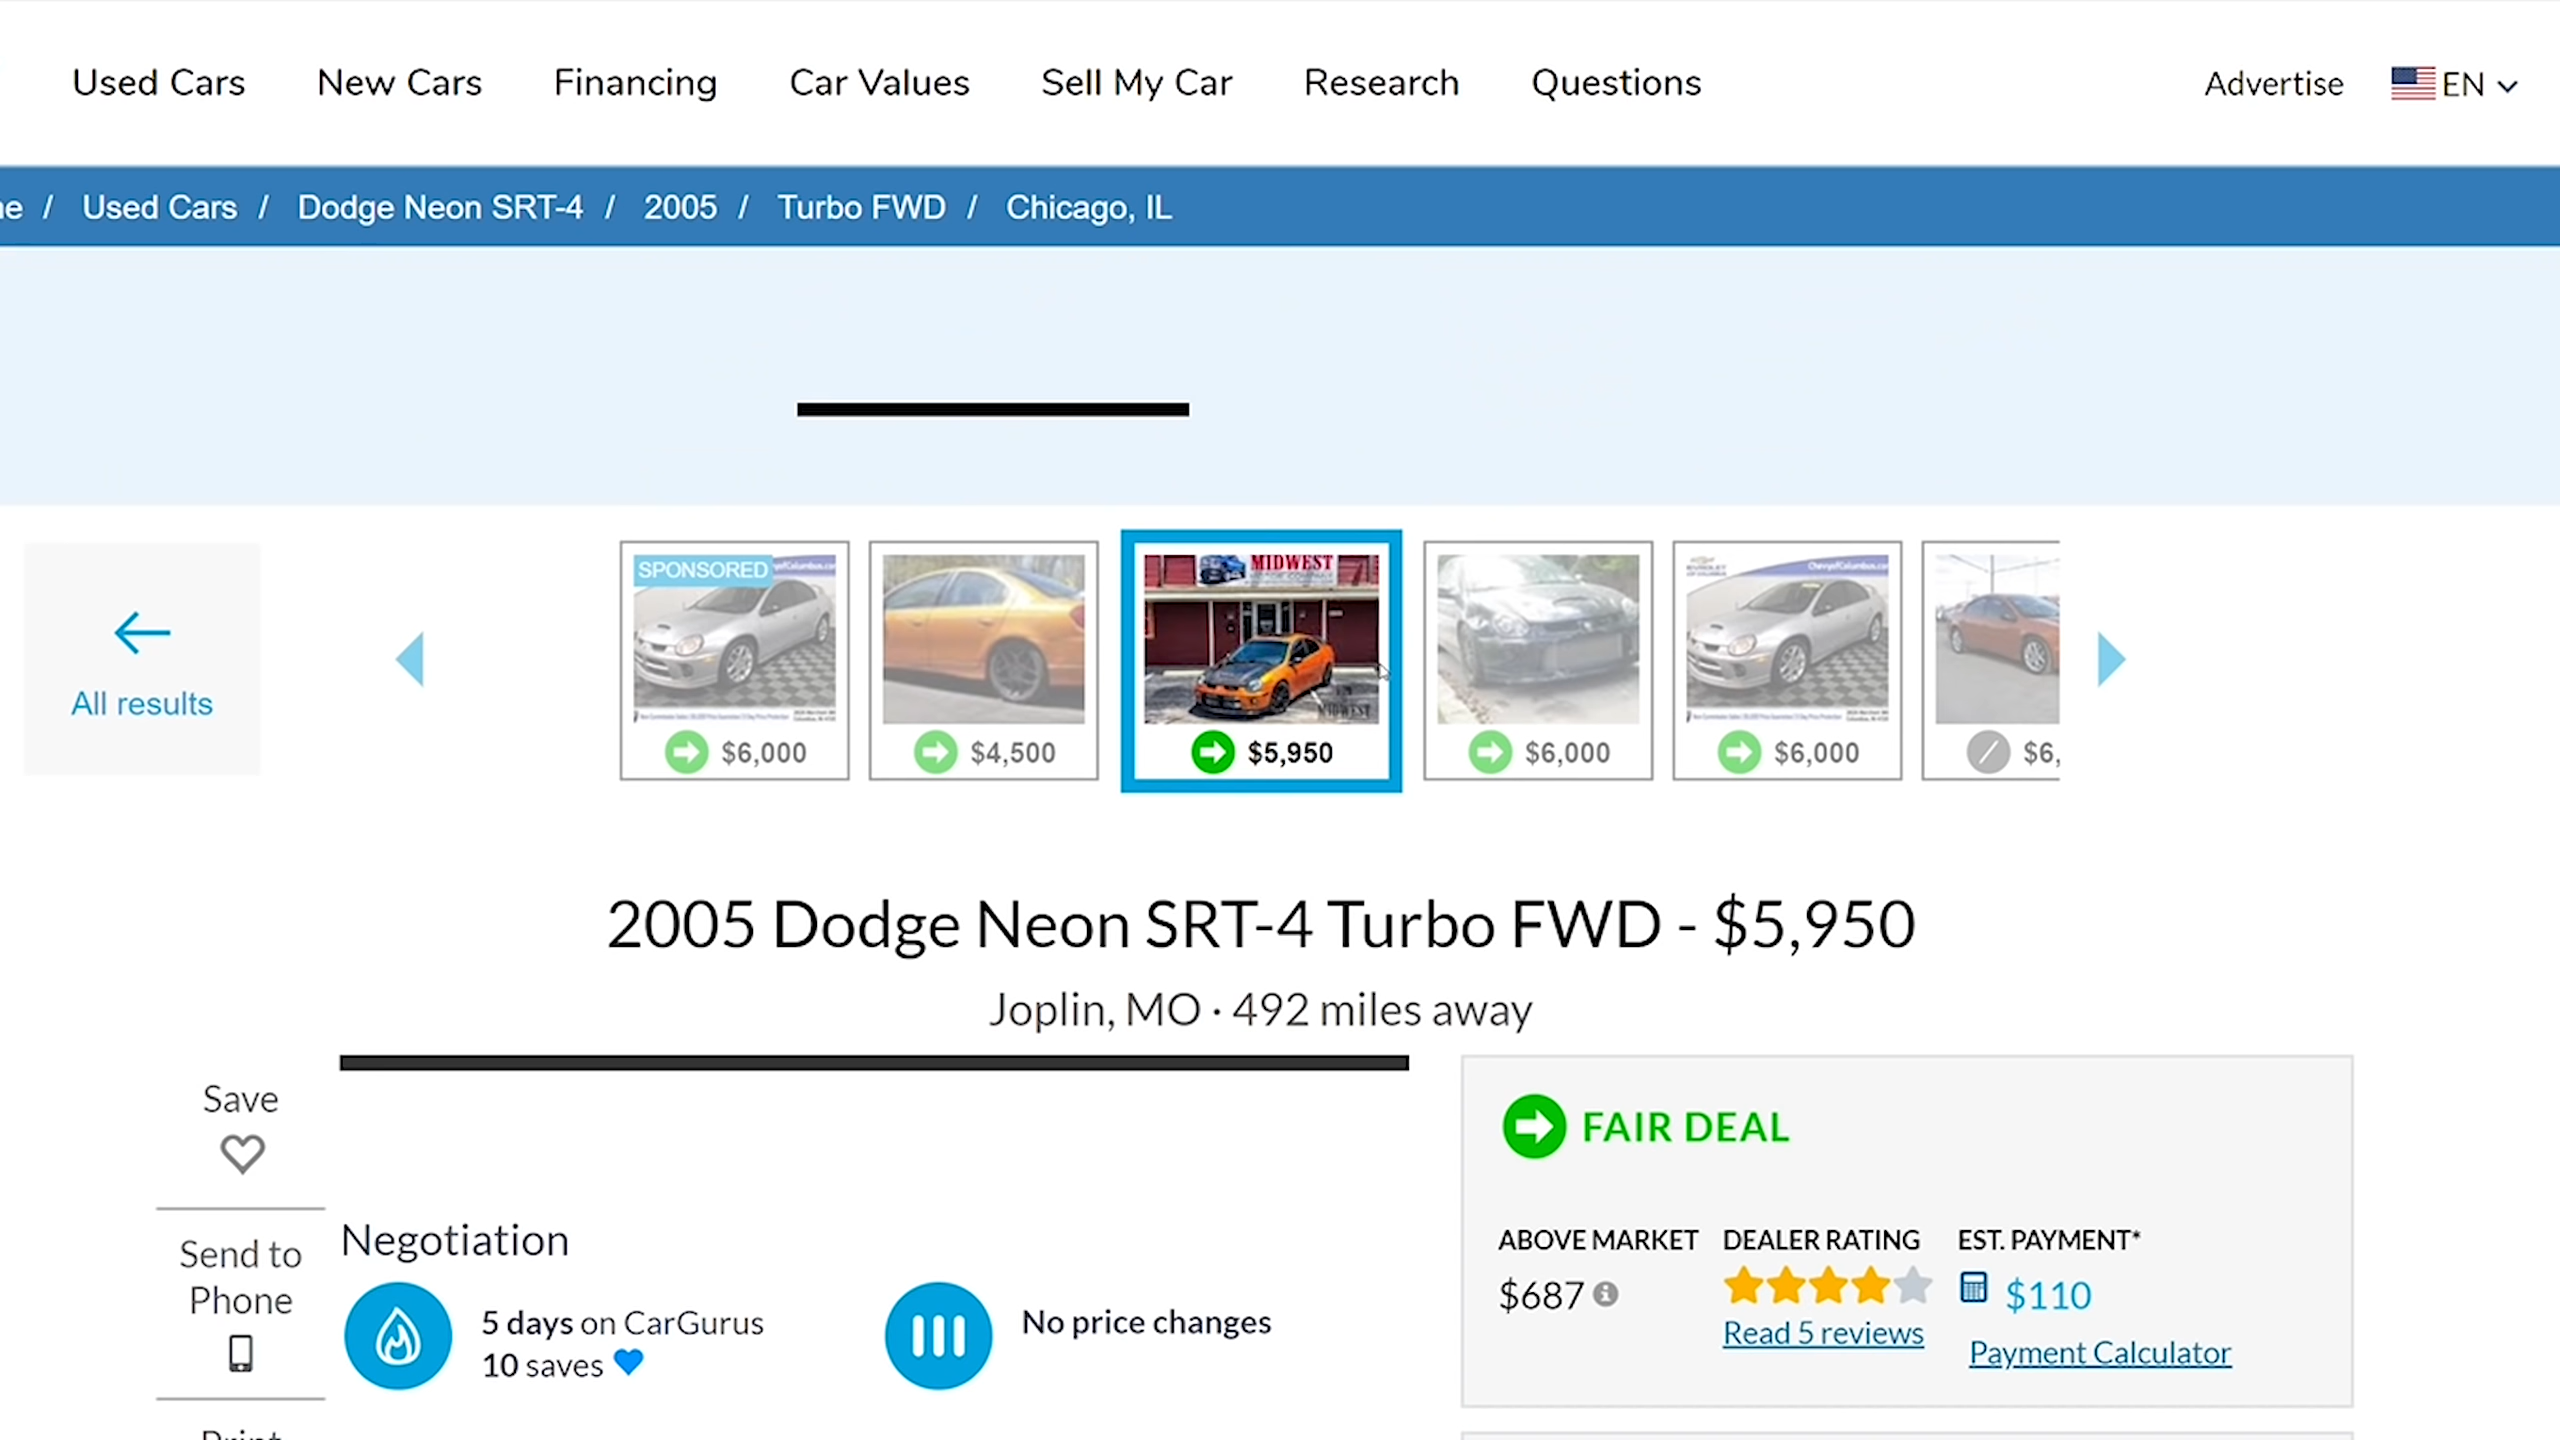 Used Cars New Cars Financing Car Values Sell My Car Research Questions Advertise EN
/ Used Cars / Dodge Neon SRT-4 / 2005 / Turbo FWD / Chicago, IL
All results
SPONSORED
MIDWEST
MIDWEST
$6,000 $4,500 $5,950 $6,000 $6,000 $6,
2005 Dodge Neon SRT-4 Turbo FWD - $5,950
Joplin, MO · 492 miles away
Save
Send to
Phone
Print
Negotiation
5 days on CarGurus
10 saves
No price changes
FAIR DEAL
ABOVE MARKET DEALER RATING EST. PAYMENT*
$687 $110
Read 5 reviews
Payment Calculator